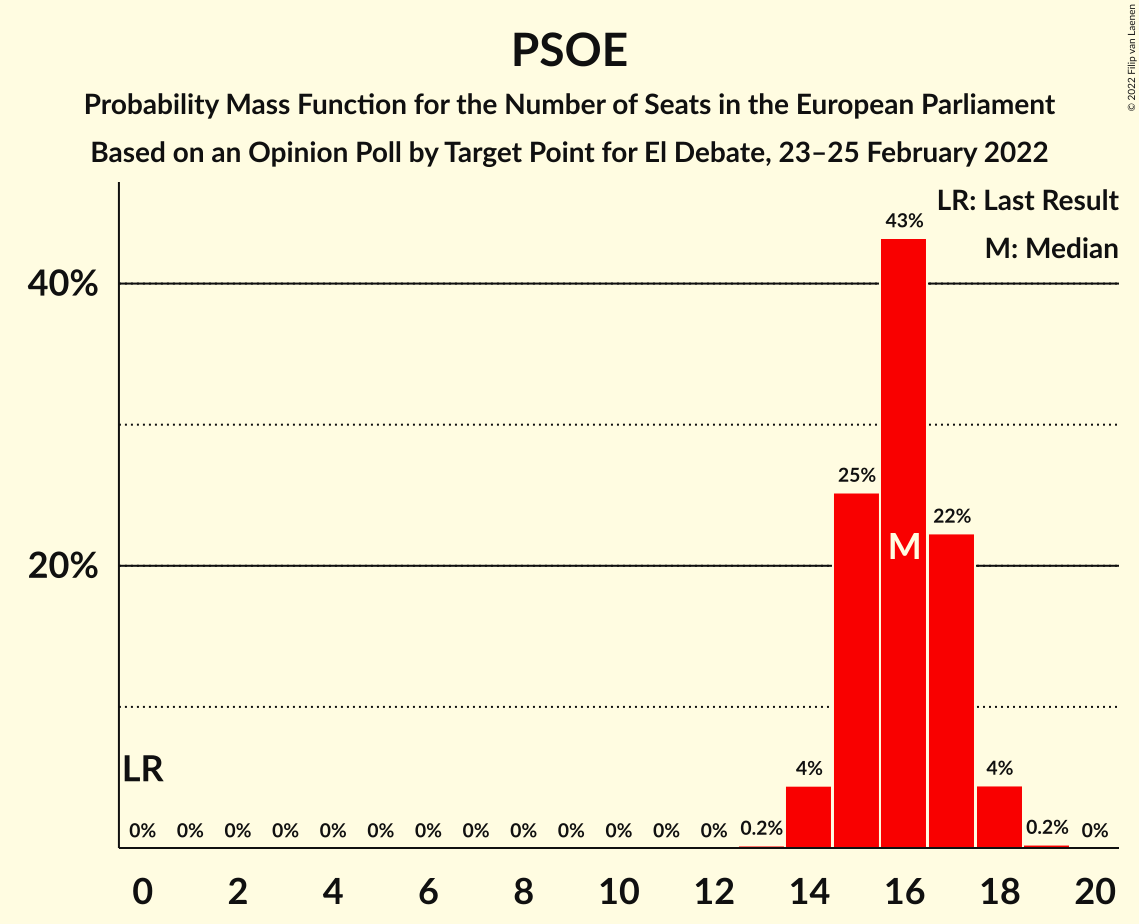 PSOE
Probability Mass Function for the Number of Seats in the European Parliament
Based on an Opinion Poll by Target Point for El Debate, 23–25 February 2022
© 2022 Filip van Laenen
LR: Last Result
M: Median
43%
40%
25%
22%
M
20%
LR
4%
4%
0% 0% 0% 0% 0% 0% 0% 0% 0% 0% 0% 0% 0% 0.2% 0.2% 0%
0 2 4 6 8 10 12 14 16 18 20